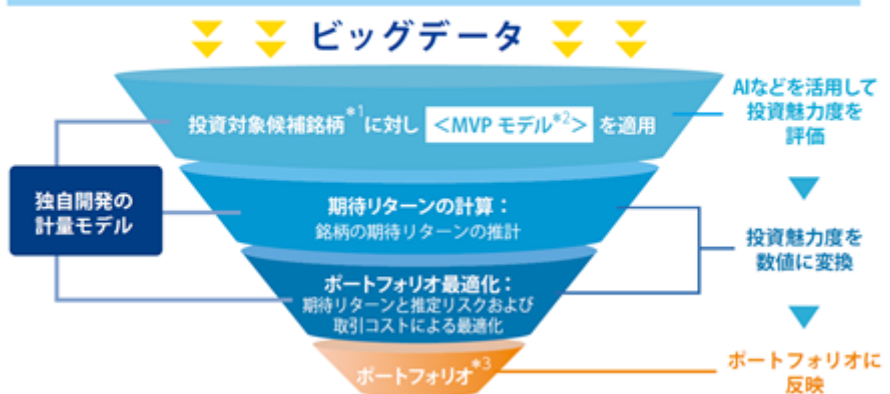 ビッグデータ
投資対象候補銘柄*1に対し <MVP モデル*2> を適用
AIなどを活用して
投資魅力度を
評価
独自開発の
計量モデル
期待リターンの計算：
銘柄の期待リターンの推計
投資魅力度を
数値に変換
ポートフォリオ最適化：
期待リターンと推定リスクおよび
取引コストによる最適化
ポートフォリオ*3
ポートフォリオに
反映